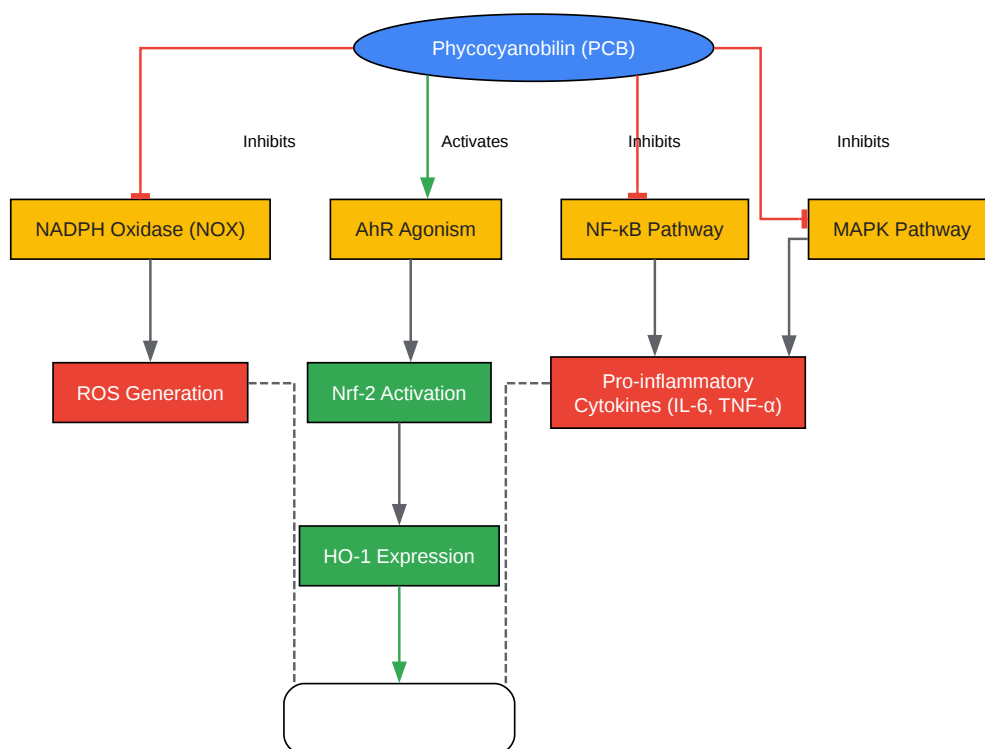 Phycocyanobilin (PCB)
Inhibits
Activates
Inhibits
Inhibits
NADPH Oxidase (NOX)
AhR Agonism
NF-κB Pathway
MAPK Pathway
ROS Generation
Nrf-2 Activation
Pro-inflammatory
Cytokines (IL-6, TNF-α)
HO-1 Expression